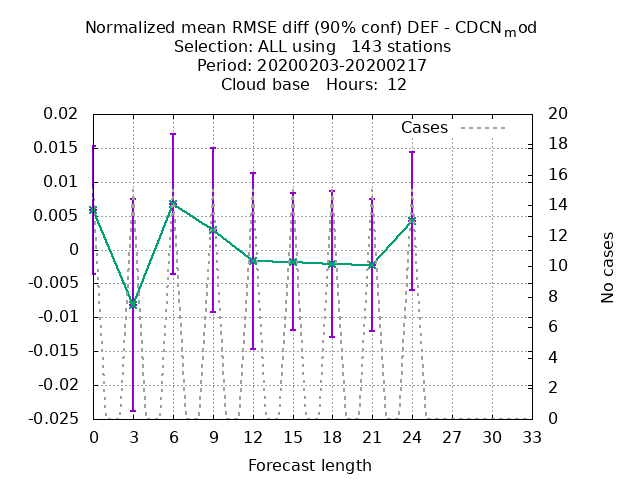 Normalized mean RMSE diff (90% conf) DEF - CDCN_mod
Selection: ALL using 143 stations
Period: 20200203-20200217
Cloud base Hours: 12
Cases
0.02
0.015
0.01
0.005
0
-0.005
-0.01
-0.015
-0.02
-0.025
20
18
16
14
12
10
8
6
4
2
0
No cases
0 3 6 9 12 15 18 21 24 27 30 33
Forecast length